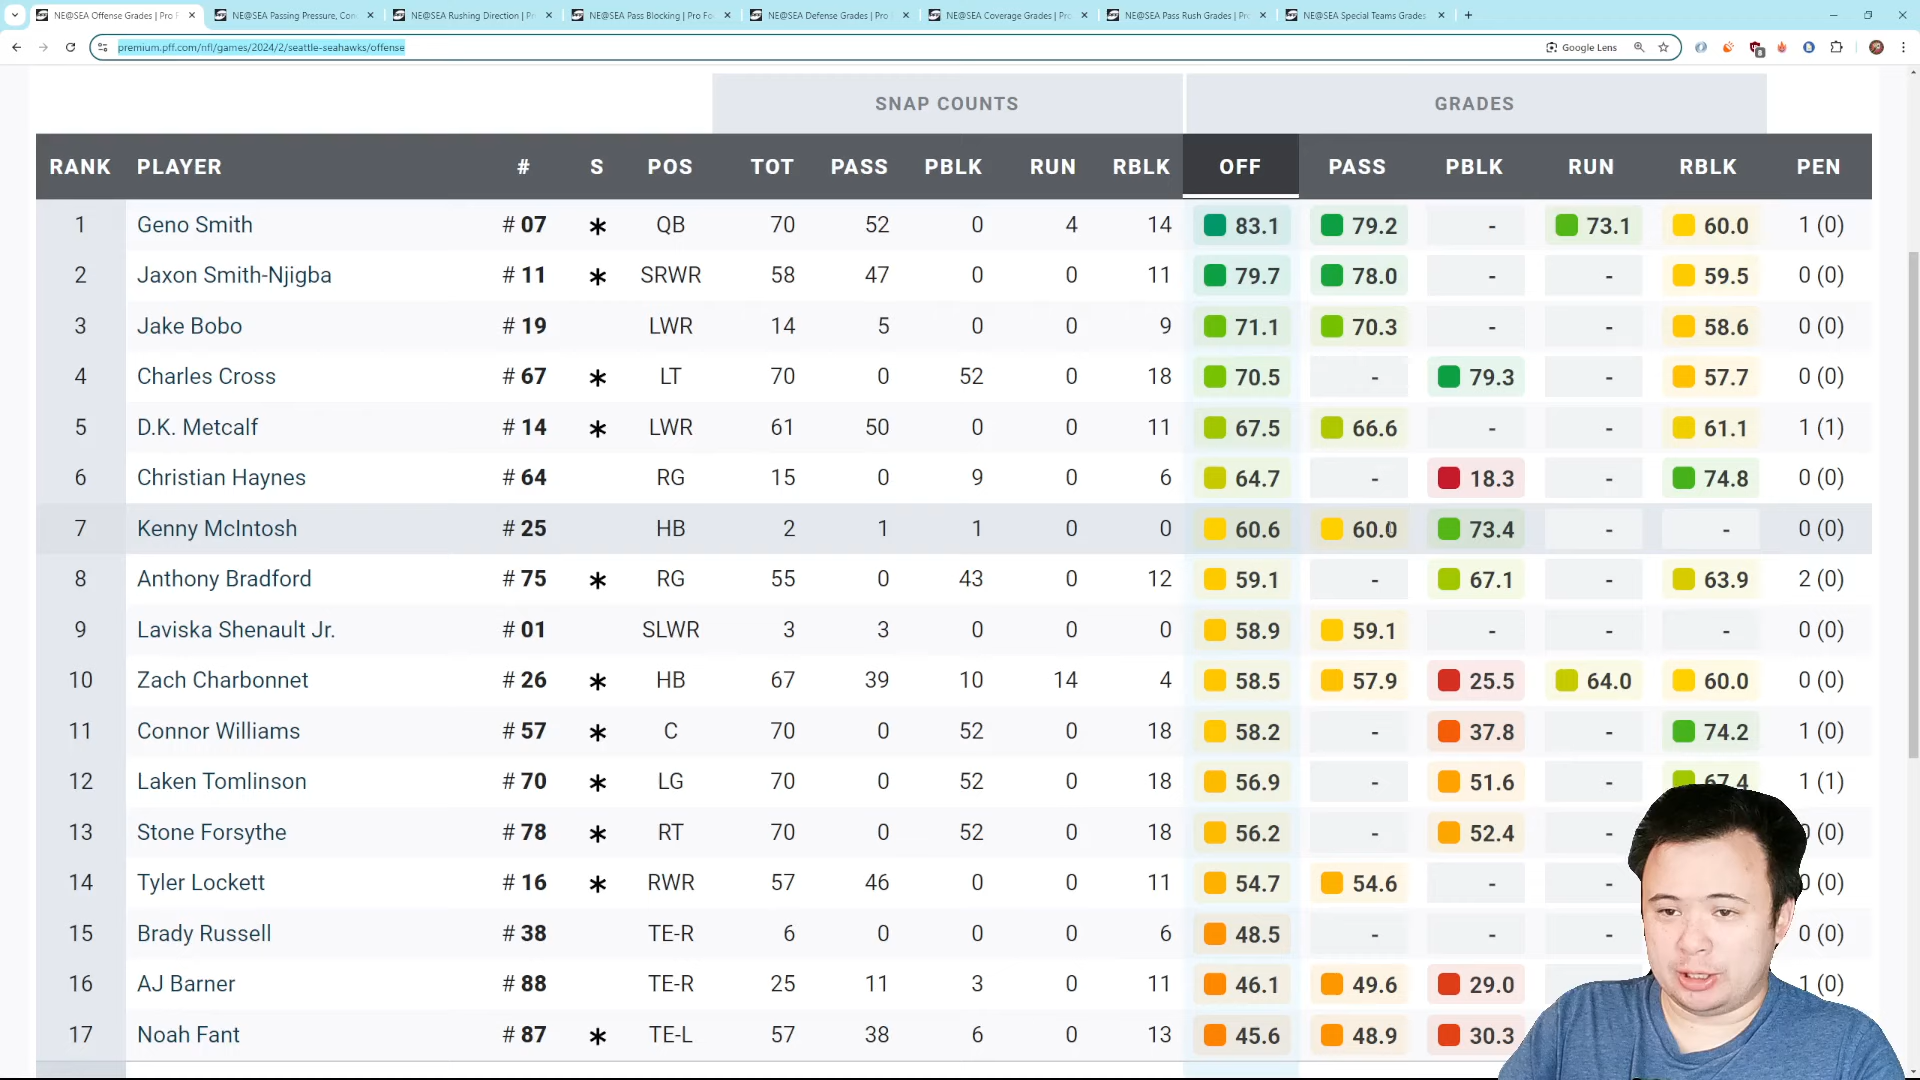 NE@SEA Offense Grades | Pro F
NE@SEA Passing Pressure, Con
NE@SEA Rushing Direction | P
NE@SEA Pass Blocking | Pro Fo
NE@SEA Defense Grades | Pro
NE@SEA Coverage Grades | Pro
NE@SEA Pass Rush Grades | Pro
NE@SEA Special Teams Grades
premium.pff.com/nfl/games/2024/2/seattle-seahawks/offense
Google Lens
SNAP COUNTS GRADES
RANK PLAYER # S POS TOT PASS PBLK RUN RBLK OFF PASS PBLK RUN RBLK PEN
1 Geno Smith # 07 * QB 70 52 0 4 14 83.1 79.2 - 73.1 60.0 1 (0)
2 Jaxon Smith-Njigba # 11 * SRWR 58 47 0 0 11 79.7 78.0 - - 59.5 0 (0)
3 Jake Bobo # 19 LWR 14 5 0 0 9 71.1 70.3 - - 58.6 0 (0)
4 Charles Cross # 67 * LT 70 0 52 0 18 70.5 - 79.3 - 57.7 0 (0)
5 D.K. Metcalf # 14 * LWR 61 50 0 0 11 67.5 66.6 - - 61.1 1 (1)
6 Christian Haynes # 64 RG 15 0 9 0 6 64.7 - 18.3 - 74.8 0 (0)
7 Kenny McIntosh # 25 HB 2 1 1 0 0 60.6 60.0 73.4 - - 0 (0)
8 Anthony Bradford # 75 * RG 55 0 43 0 12 59.1 - 67.1 - 63.9 2 (0)
9 Laviska Shenault Jr. # 01 SLWR 3 3 0 0 0 58.9 59.1 - - - 0 (0)
10 Zach Charbonnet # 26 * HB 67 39 10 14 4 58.5 57.9 25.5 64.0 60.0 0 (0)
11 Connor Williams # 57 * C 70 0 52 0 18 58.2 - 37.8 - 74.2 1 (0)
12 Laken Tomlinson # 70 * LG 70 0 52 0 18 56.9 - 51.6 - 67.4 1 (1)
13 Stone Forsythe # 78 * RT 70 0 52 0 18 56.2 - 52.4 - 0 (0)
14 Tyler Lockett # 16 * RWR 57 46 0 0 11 54.7 54.6 - - 0 (0)
15 Brady Russell # 38 TE-R 6 0 0 0 6 48.5 - - - 0 (0)
16 AJ Barner # 88 TE-R 25 11 3 0 11 46.1 49.6 29.0 1 (0)
17 Noah Fant # 87 * TE-L 57 38 6 0 13 45.6 48.9 30.3